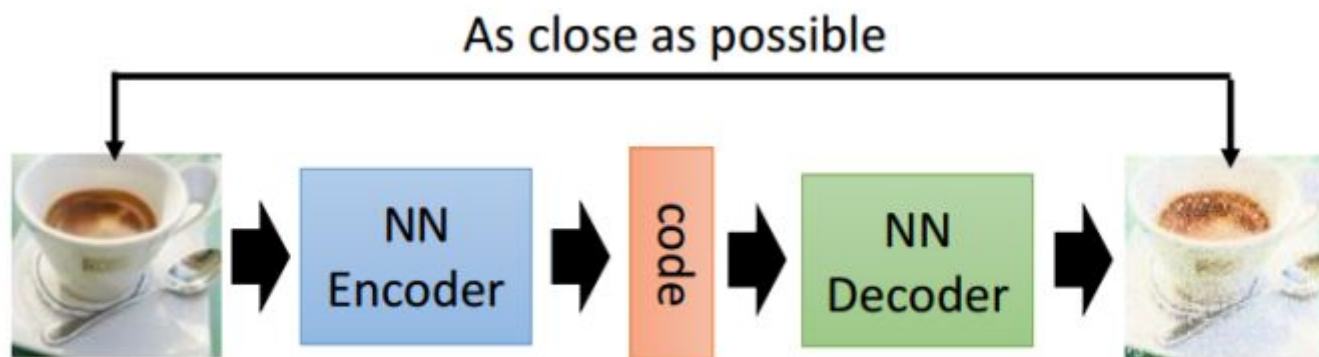 As close as possible
NN
Encoder
code
NN
Decoder